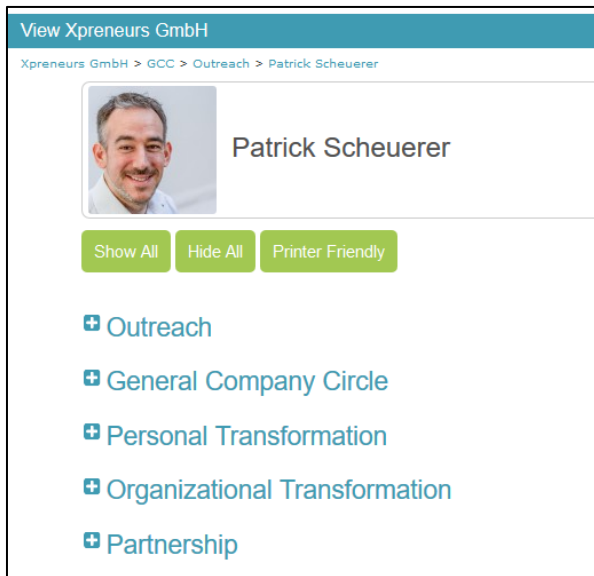 View Xpreneurs GmbH
Xpreneurs GmbH > GCC > Outreach > Patrick Scheuerer
Patrick Scheuerer
Show All Hide All Printer Friendly
Outreach
General Company Circle
Personal Transformation
Organizational Transformation
Partnership